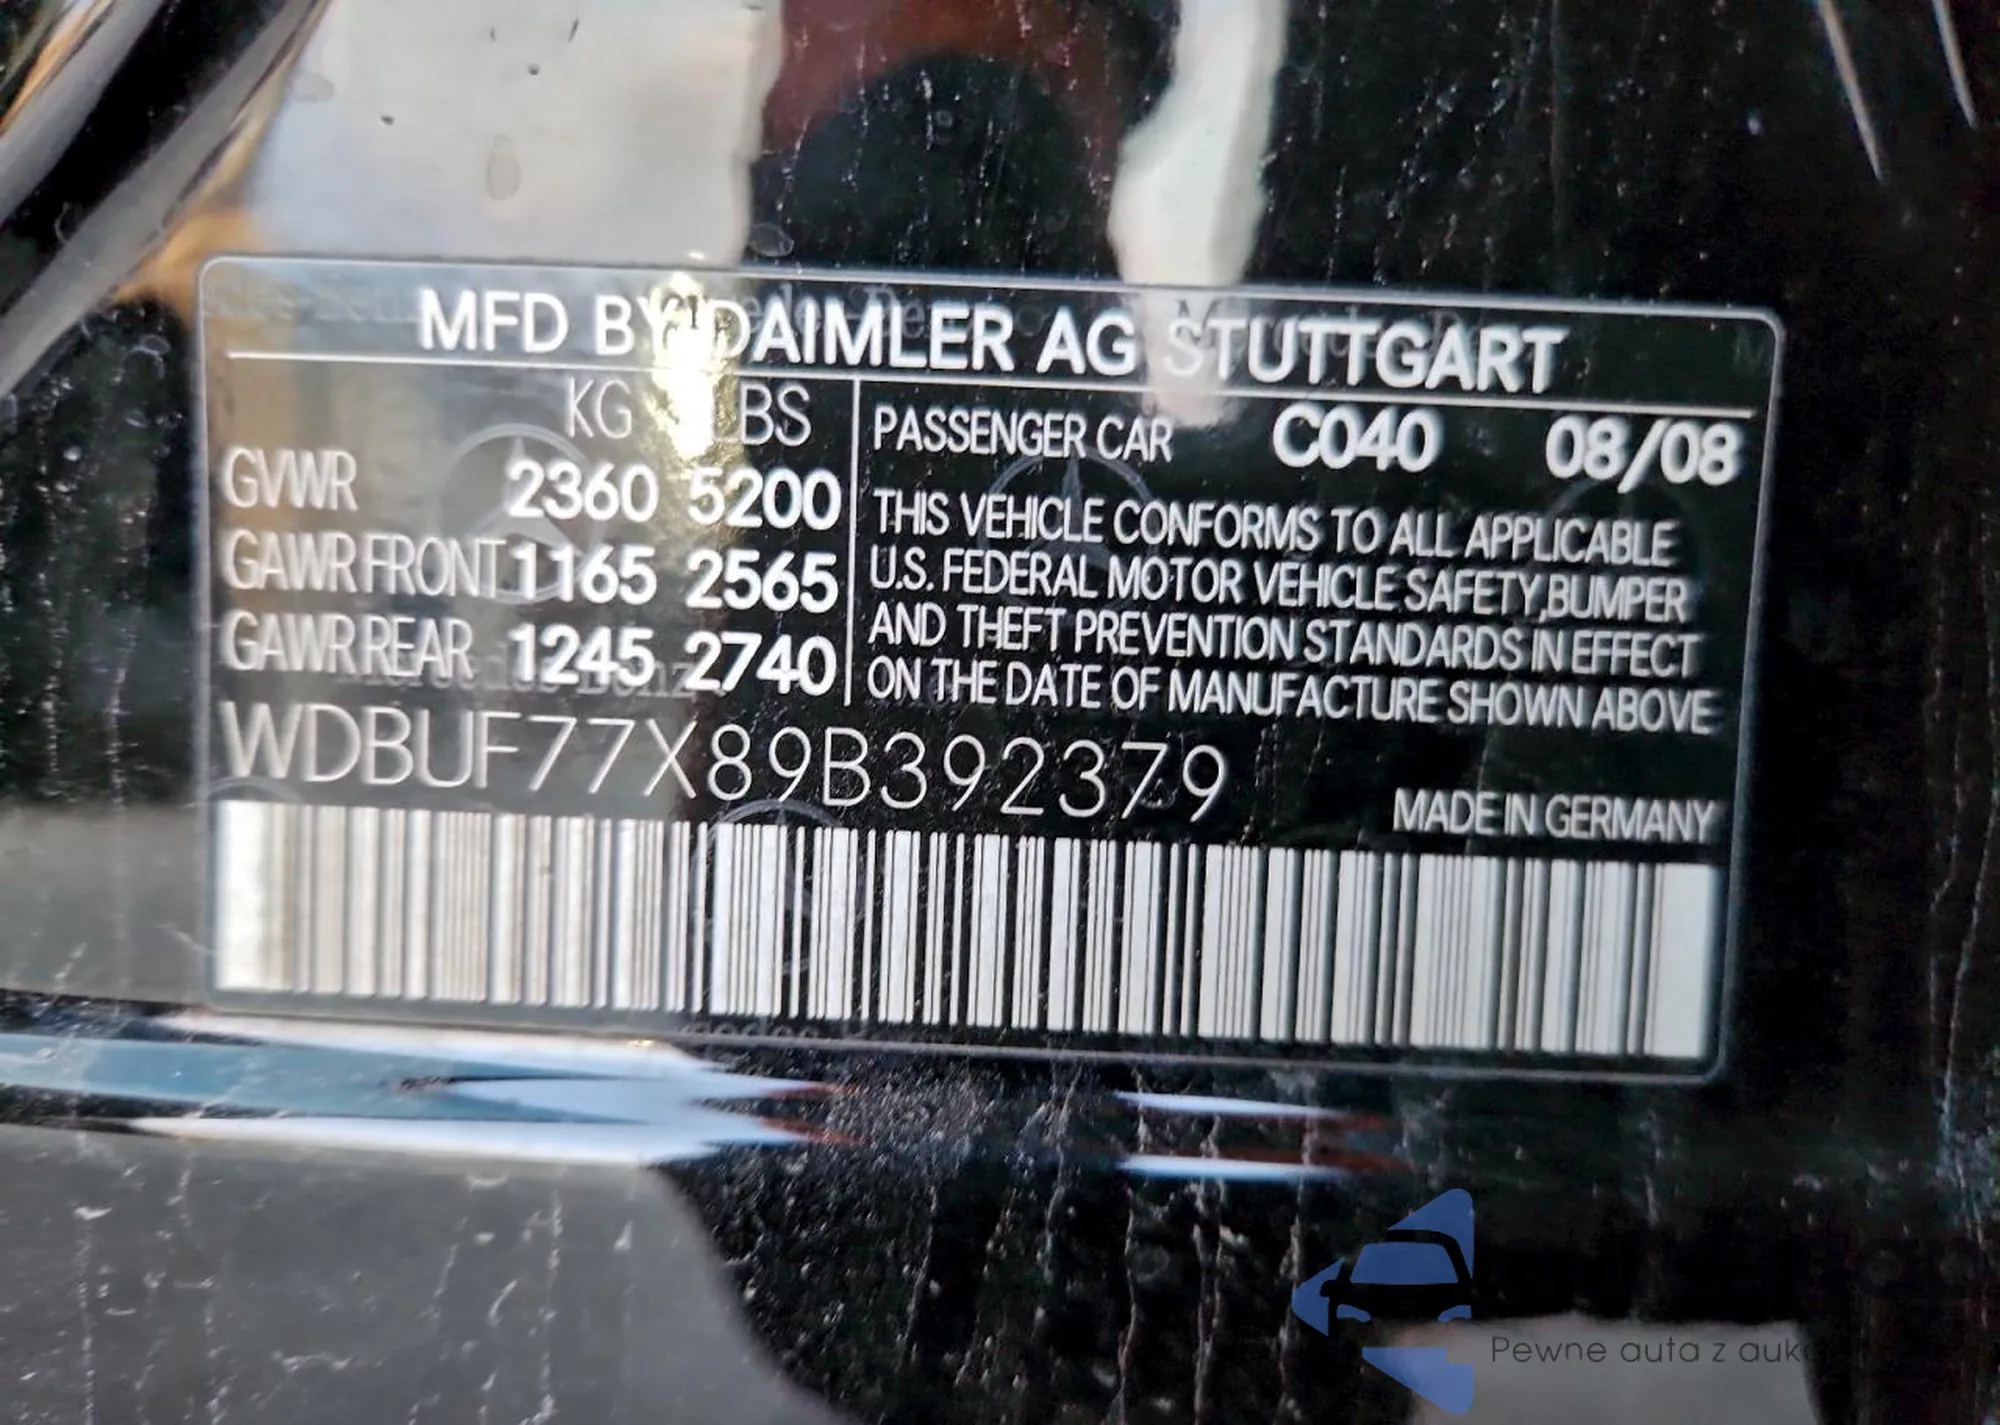 MFD BY DAIMLER AG STUTTGART
KG LBS
GVWR 2360 5200
GAWR FRONT 1165 2565
GAWR REAR 1245 2740
PASSENGER CAR C040 08/08
THIS VEHICLE CONFORMS TO ALL APPLICABLE
U.S. FEDERAL MOTOR VEHICLE SAFETY, BUMPER
AND THEFT PREVENTION STANDARDS IN EFFECT
ON THE DATE OF MANUFACTURE SHOWN ABOVE
WDBUF77X89B392379
MADE IN GERMANY
Pewne auta z